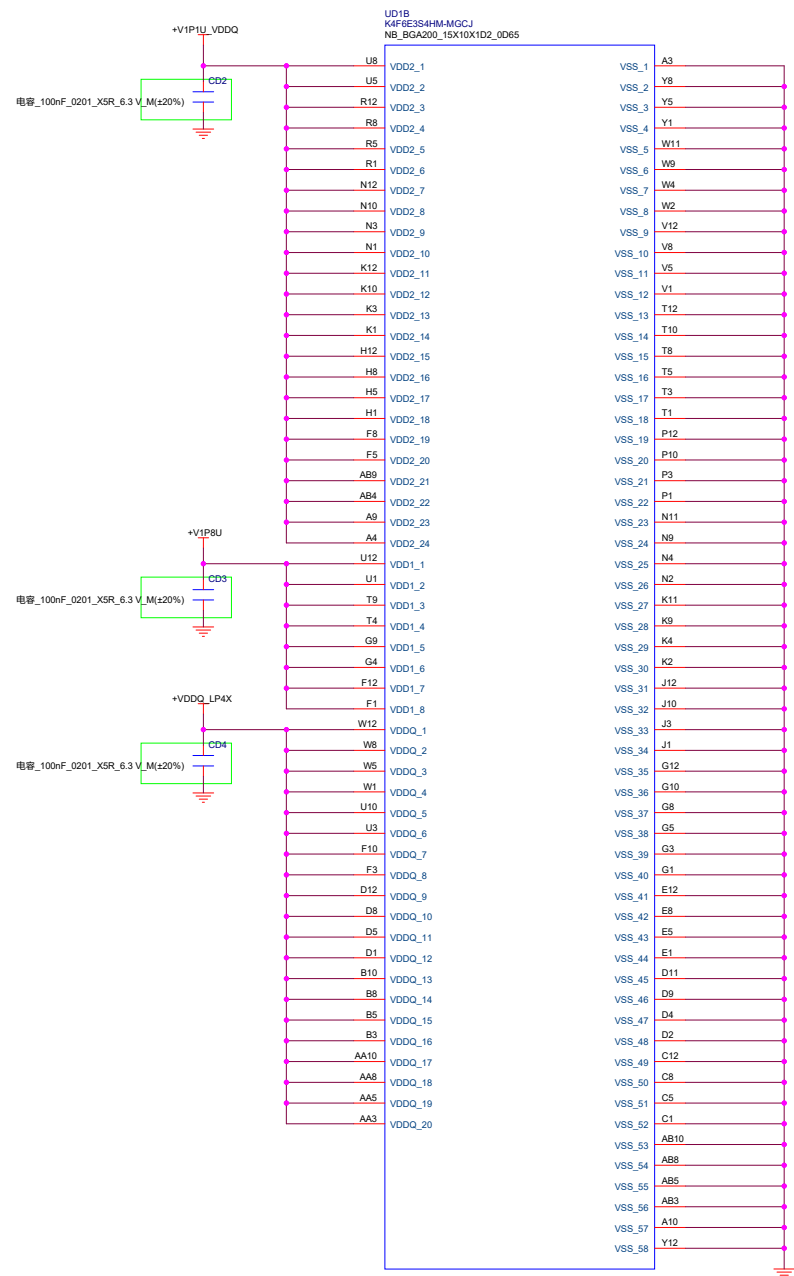 UD1B
K4F6E3S4HM-MGCJ
NB_BGA200_15X10X1D2_0D65
+V1P1U_VDDQ
CD2
电容_100nF_0201_X5R_6.3 V_M(±20%)
U8 VDD2_1 VSS_1 A3
U5 VDD2_2 VSS_2 Y8
R12 VDD2_3 VSS_3 Y5
R8 VDD2_4 VSS_4 Y1
R5 VDD2_5 VSS_5 W11
R1 VDD2_6 VSS_6 W9
N12 VDD2_7 VSS_7 W4
N10 VDD2_8 VSS_8 W2
N3 VDD2_9 VSS_9 V12
N1 VDD2_10 VSS_10 V8
K12 VDD2_11 VSS_11 V5
K10 VDD2_12 VSS_12 V1
K3 VDD2_13 VSS_13 T12
K1 VDD2_14 VSS_14 T10
H12 VDD2_15 VSS_15 T8
H8 VDD2_16 VSS_16 T5
H5 VDD2_17 VSS_17 T3
H1 VDD2_18 VSS_18 T1
F8 VDD2_19 VSS_19 P12
F5 VDD2_20 VSS_20 P10
AB9 VDD2_21 VSS_21 P3
AB4 VDD2_22 VSS_22 P1
A9 VDD2_23 VSS_23 N11
A4 VDD2_24 VSS_24 N9
+V1P8U
CD3
电容_100nF_0201_X5R_6.3 V_M(±20%)
U12 VDD1_1 VSS_25 N4
U1 VDD1_2 VSS_26 N2
T9 VDD1_3 VSS_27 K11
T4 VDD1_4 VSS_28 K9
G9 VDD1_5 VSS_29 K4
G4 VDD1_6 VSS_30 K2
F12 VDD1_7 VSS_31 J12
F1 VDD1_8 VSS_32 J10
+VDDQ_LP4X
CD4
电容_100nF_0201_X5R_6.3 V_M(±20%)
W12 VDDQ_1 VSS_33 J3
W8 VDDQ_2 VSS_34 J1
W5 VDDQ_3 VSS_35 G12
W1 VDDQ_4 VSS_36 G10
U10 VDDQ_5 VSS_37 G8
U3 VDDQ_6 VSS_38 G5
F10 VDDQ_7 VSS_39 G3
F3 VDDQ_8 VSS_40 G1
D12 VDDQ_9 VSS_41 E12
D8 VDDQ_10 VSS_42 E8
D5 VDDQ_11 VSS_43 E5
D1 VDDQ_12 VSS_44 E1
B10 VDDQ_13 VSS_45 D11
B8 VDDQ_14 VSS_46 D9
B5 VDDQ_15 VSS_47 D4
B3 VDDQ_16 VSS_48 D2
AA10 VDDQ_17 VSS_49 C12
AA8 VDDQ_18 VSS_50 C8
AA5 VDDQ_19 VSS_51 C5
AA3 VDDQ_20 VSS_52 C1
VSS_53 AB10
VSS_54 AB8
VSS_55 AB5
VSS_56 AB3
VSS_57 A10
VSS_58 Y12